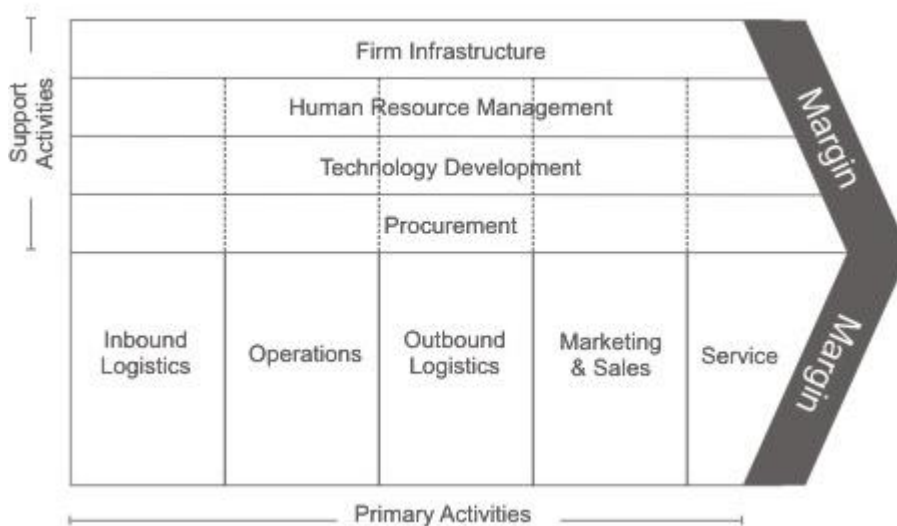 Support
Activities
Firm Infrastructure
Human Resource Management
Technology Development
Procurement
Inbound
Logistics
Operations
Outbound
Logistics
Marketing
& Sales
Service
Margin
Margin
Primary Activities